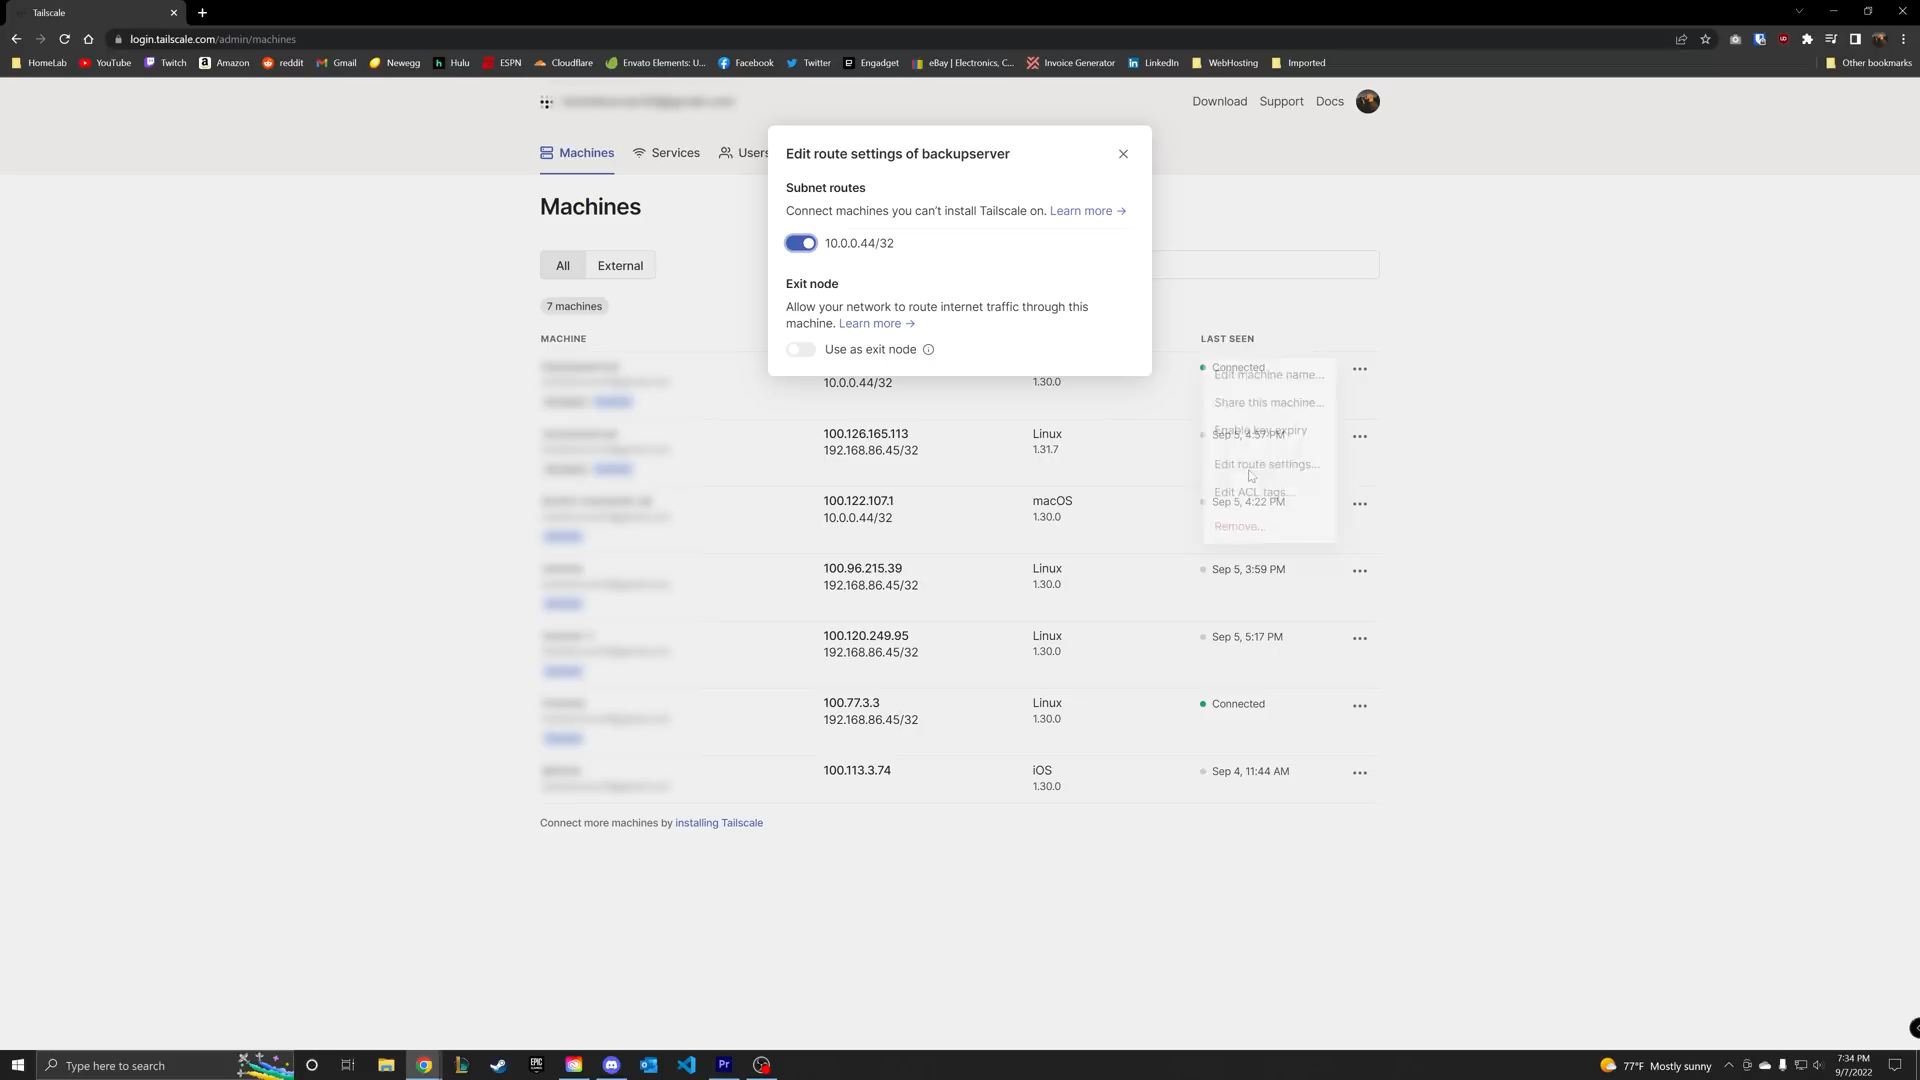 Tailscale
login.tailscale.com/admin/machines
HomeLab YouTube Twitch Amazon reddit Gmail Newegg Hulu ESPN Cloudflare Envato Elements: U... Facebook Twitter Engadget eBay | Electronics, C... Invoice Generator LinkedIn WebHosting Imported Other bookmarks
Download Support Docs
Machines Services Users
Machines
All External
7 machines
MACHINE LAST SEEN
Edit route settings of backupserver
Subnet routes
Connect machines you can't install Tailscale on. Learn more →
10.0.0.44/32
Exit node
Allow your network to route internet traffic through this
machine. Learn more →
Use as exit node
Connected
10.0.0.44/32 1.30.0
Edit machine name...
Share this machine...
Enable key expiry
100.126.165.113 Linux Sep 5, 4:57 PM
192.168.86.45/32 1.31.7
Edit route settings...
Edit ACL tags...
100.122.107.1 macOS Sep 5, 4:22 PM
10.0.0.44/32 1.30.0
Remove...
100.96.215.39 Linux Sep 5, 3:59 PM
192.168.86.45/32 1.30.0
100.120.249.95 Linux Sep 5, 5:17 PM
192.168.86.45/32 1.30.0
100.77.3.3 Linux Connected
192.168.86.45/32 1.30.0
100.113.3.74 iOS Sep 4, 11:44 AM
1.30.0
Connect more machines by installing Tailscale
Type here to search
EPIC
Pr
77°F Mostly sunny
7:34 PM
9/7/2022